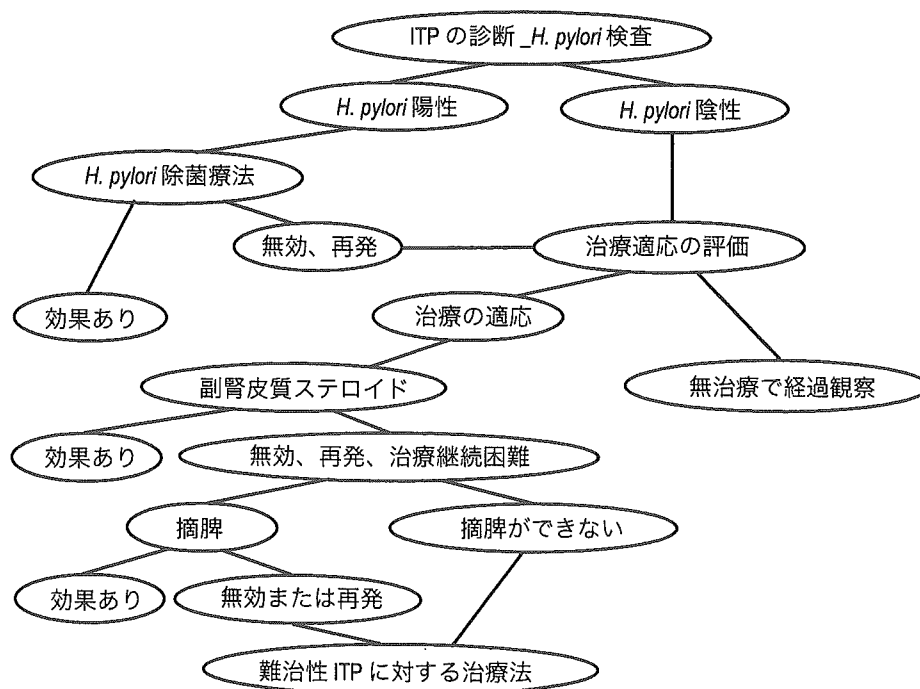 ITP の診断 _H. pylori 検査
H. pylori 陽性
H. pylori 陰性
H. pylori 除菌療法
無効、再発
治療適応の評価
効果あり
治療の適応
副腎皮質ステロイド
無治療で経過観察
効果あり
無効、再発、治療継続困難
摘脾
摘脾ができない
効果あり
無効または再発
難治性 ITP に対する治療法